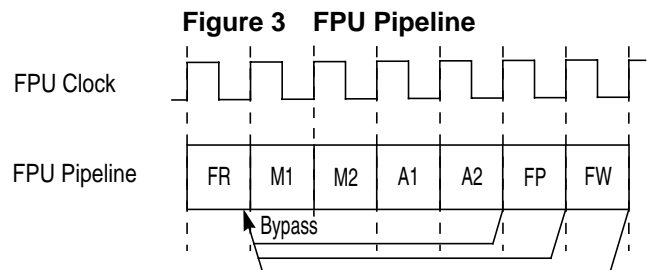 Figure 3 FPU Pipeline
FPU Clock
FPU Pipeline FR M1 M2 A1 A2 FP FW
Bypass